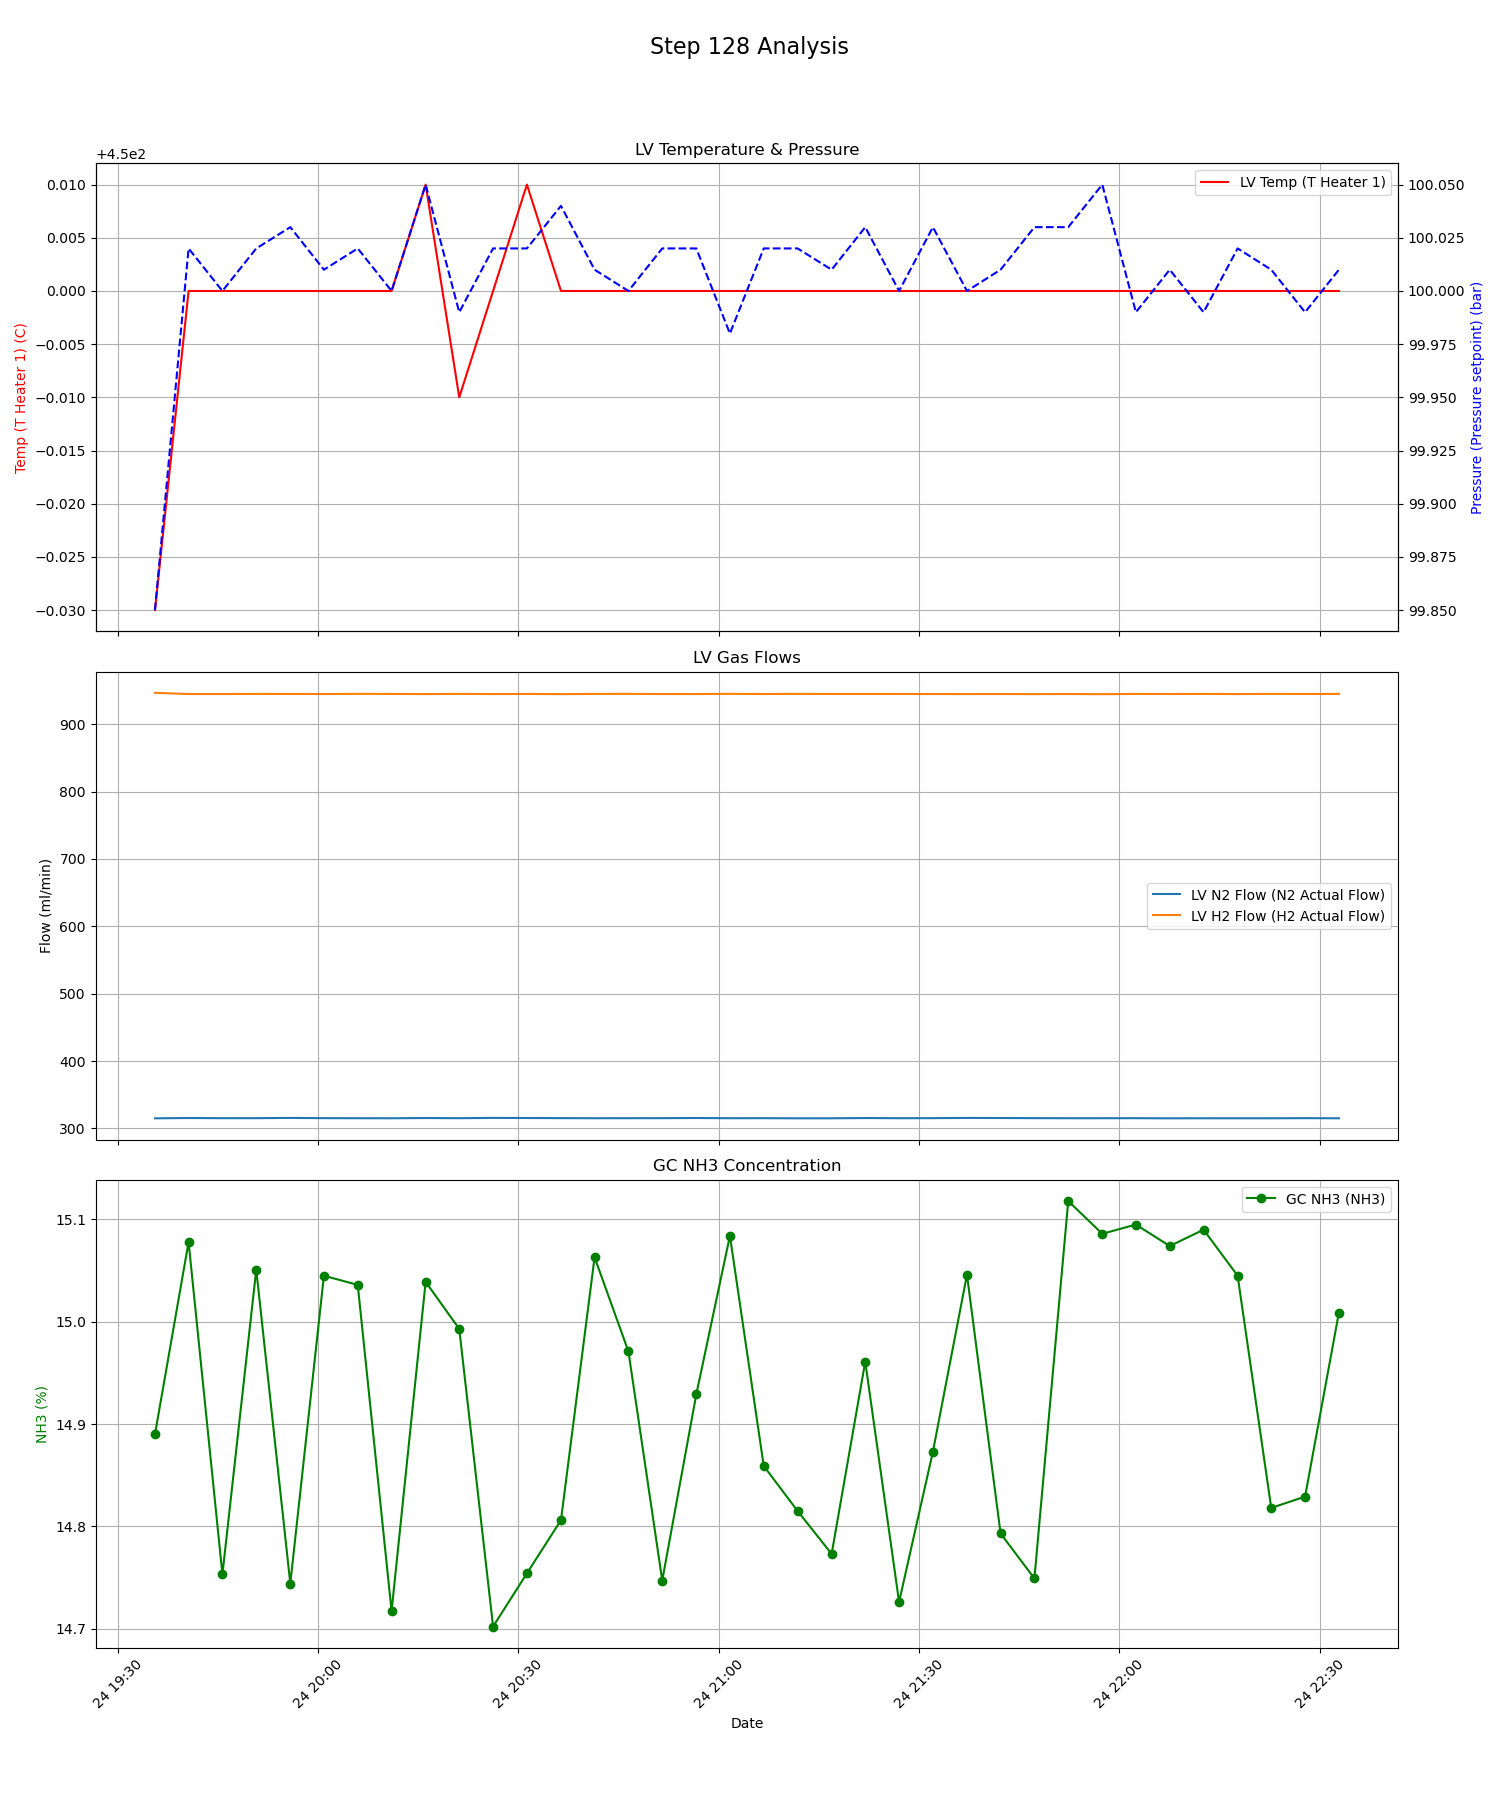 Step 128 Analysis
LV Temperature & Pressure
+4.5e2
0.010
0.005
0.000
−0.005
−0.010
−0.015
−0.020
−0.025
−0.030
Temp (T Heater 1) (C)
LV Temp (T Heater 1)
100.050
100.025
100.000
99.975
99.950
99.925
99.900
99.875
99.850
Pressure (Pressure setpoint) (bar)
LV Gas Flows
900
800
700
600
500
400
300
Flow (ml/min)
LV N2 Flow (N2 Actual Flow)
LV H2 Flow (H2 Actual Flow)
GC NH3 Concentration
15.1
15.0
14.9
14.8
14.7
NH3 (%)
GC NH3 (NH3)
24 19:30
24 20:00
24 20:30
24 21:00
24 21:30
24 22:00
24 22:30
Date